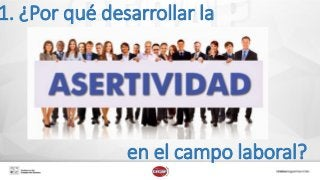 1. ¿Por qué desarrollar la
ASERTIVIDAD
en el campo laboral?